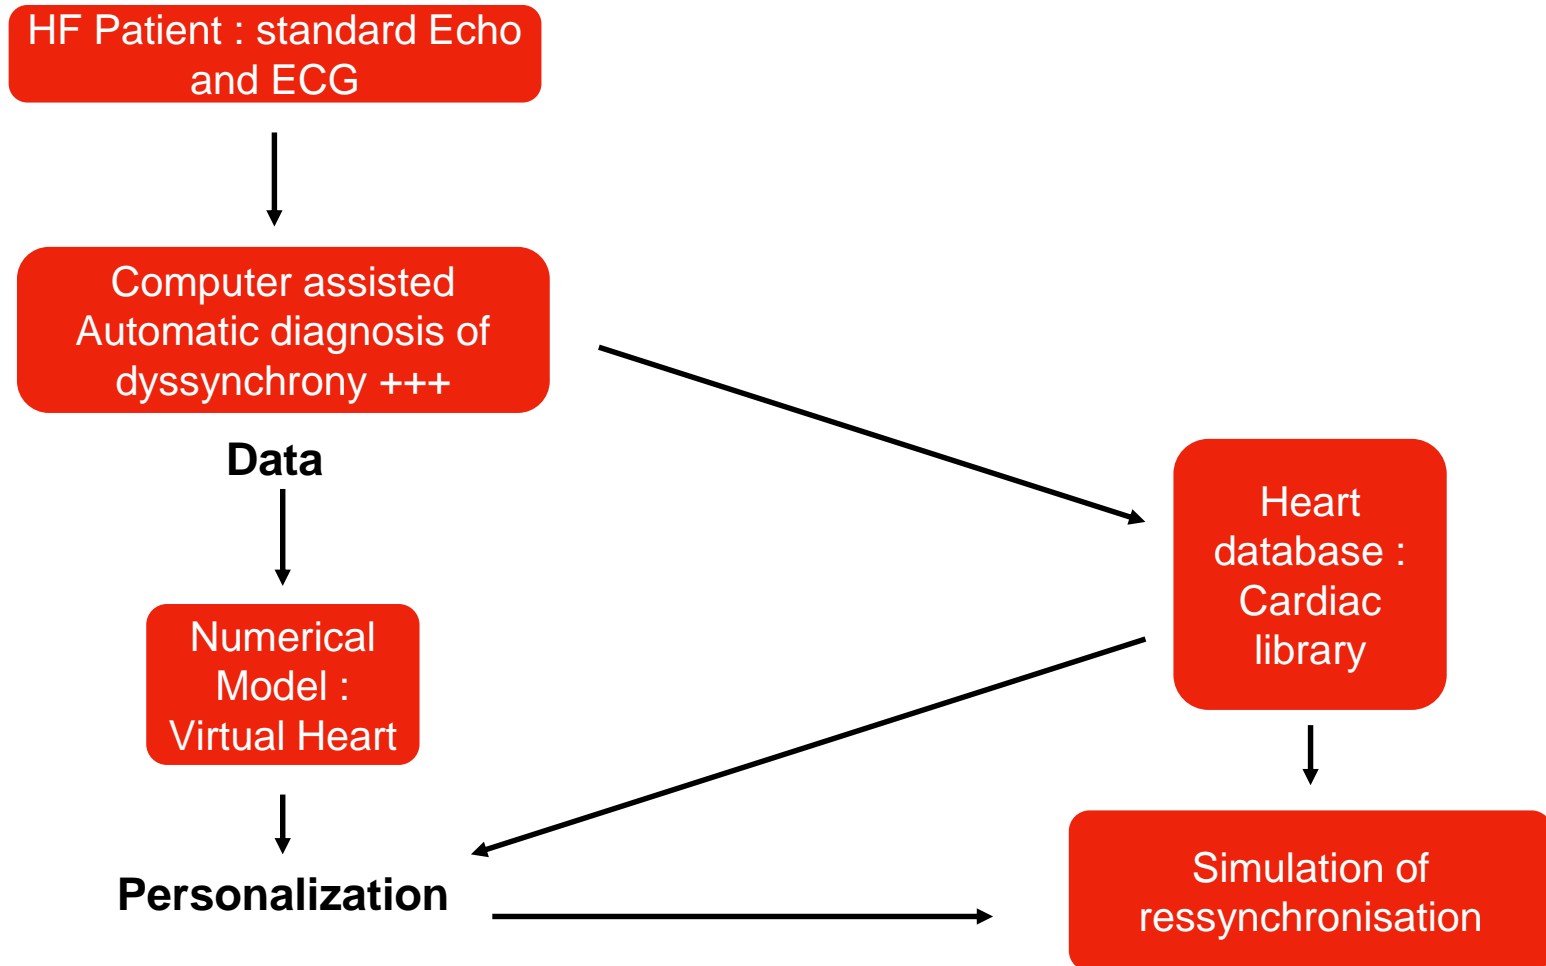 HF Patient : standard Echo
and ECG
Computer assisted
Automatic diagnosis of
dyssynchrony +++
Data
Numerical
Model :
Virtual Heart
Personalization
Heart
database :
Cardiac
library
Simulation of
ressynchronisation